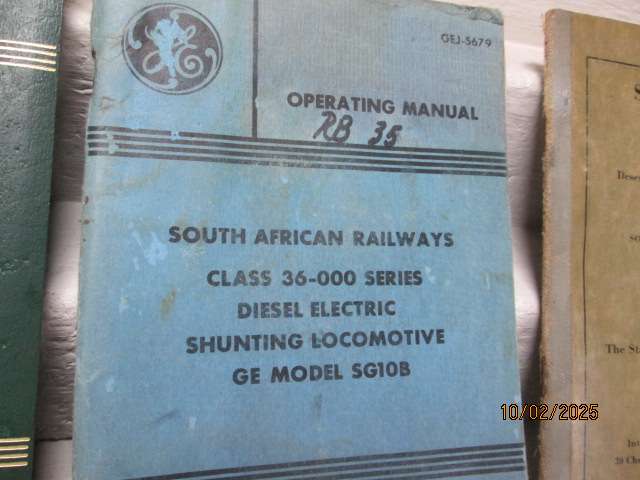 GEJ-5679
OPERATING MANUAL
RB 35
SOUTH AFRICAN RAILWAYS
CLASS 36-000 SERIES
DIESEL ELECTRIC
SHUNTING LOCOMOTIVE
GE MODEL SG10B
The
10/02/2025